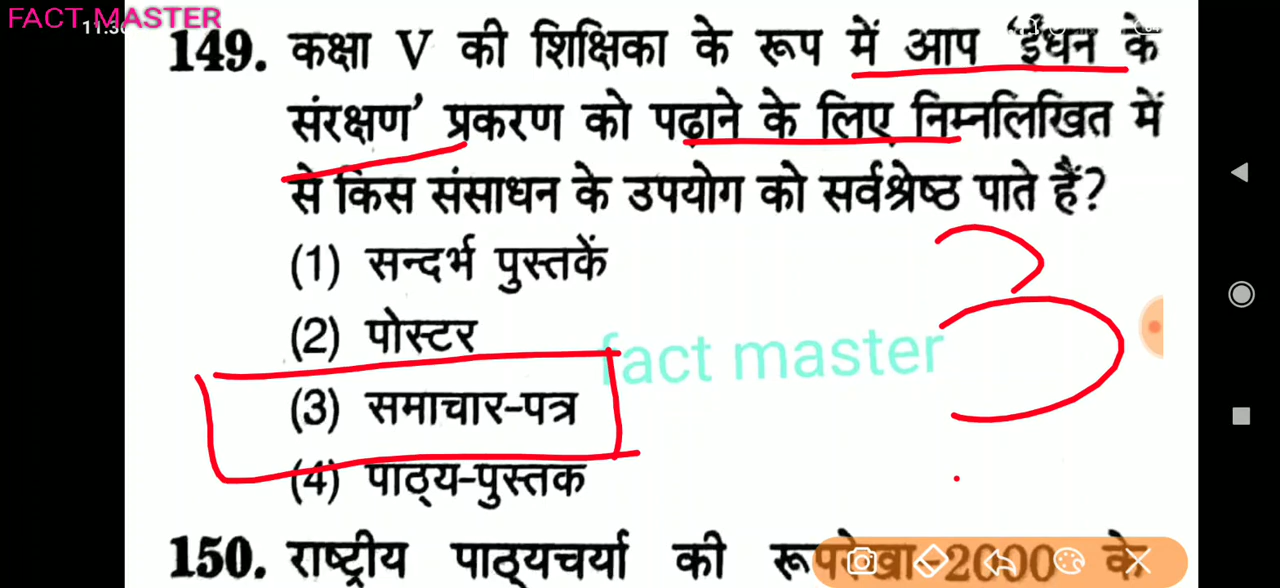 FACT MASTER
149. कक्षा V की शिक्षिका के रूप में आप 'ईंधन के
संरक्षण' प्रकरण को पढ़ाने के लिए निम्नलिखित में
से किस संसाधन के उपयोग को सर्वश्रेष्ठ पाते हैं?
(1) सन्दर्भ पुस्तकें
(2) पोस्टर
fact master
(3) समाचार-पत्र
3
(4) पाठ्य-पुस्तक
150. राष्ट्रीय पाठ्यचर्या की रूपरेखा-2000 के